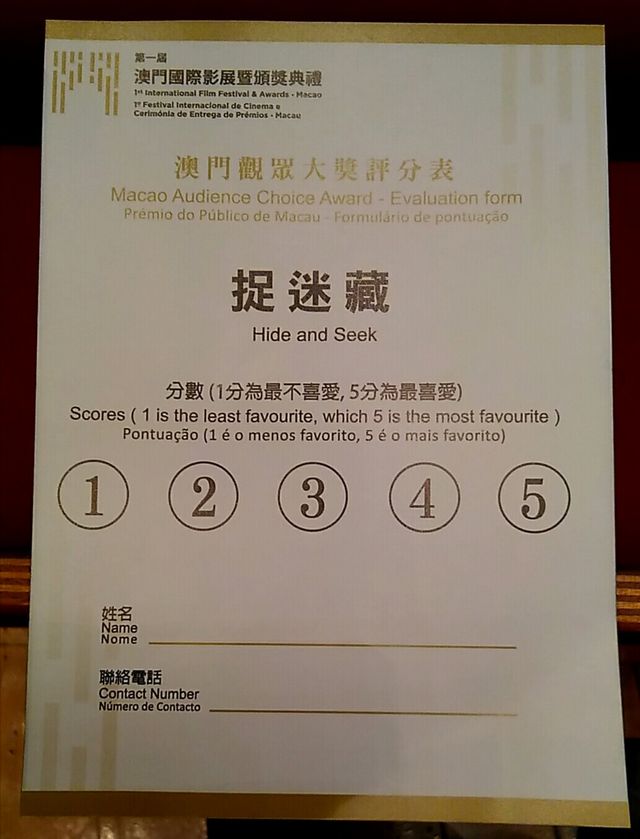 第一屆
澳門國際影展暨頒獎典禮
1st International Film Festival & Awards - Macao
1º Festival Internacional de Cinema e
Cerimónia de Entrega de Prémios - Macau
澳門觀眾大獎評分表
Macao Audience Choice Award - Evaluation form
Prémio do Público de Macau - Formulário de pontuação
捉迷藏
Hide and Seek
分數 (1分為最不喜愛, 5分為最喜愛)
Scores ( 1 is the least favourite, which 5 is the most favourite )
Pontuação (1 é o menos favorito, 5 é o mais favorito)
1 2 3 4 5
姓名
Name
Nome
聯絡電話
Contact Number
Número de Contacto